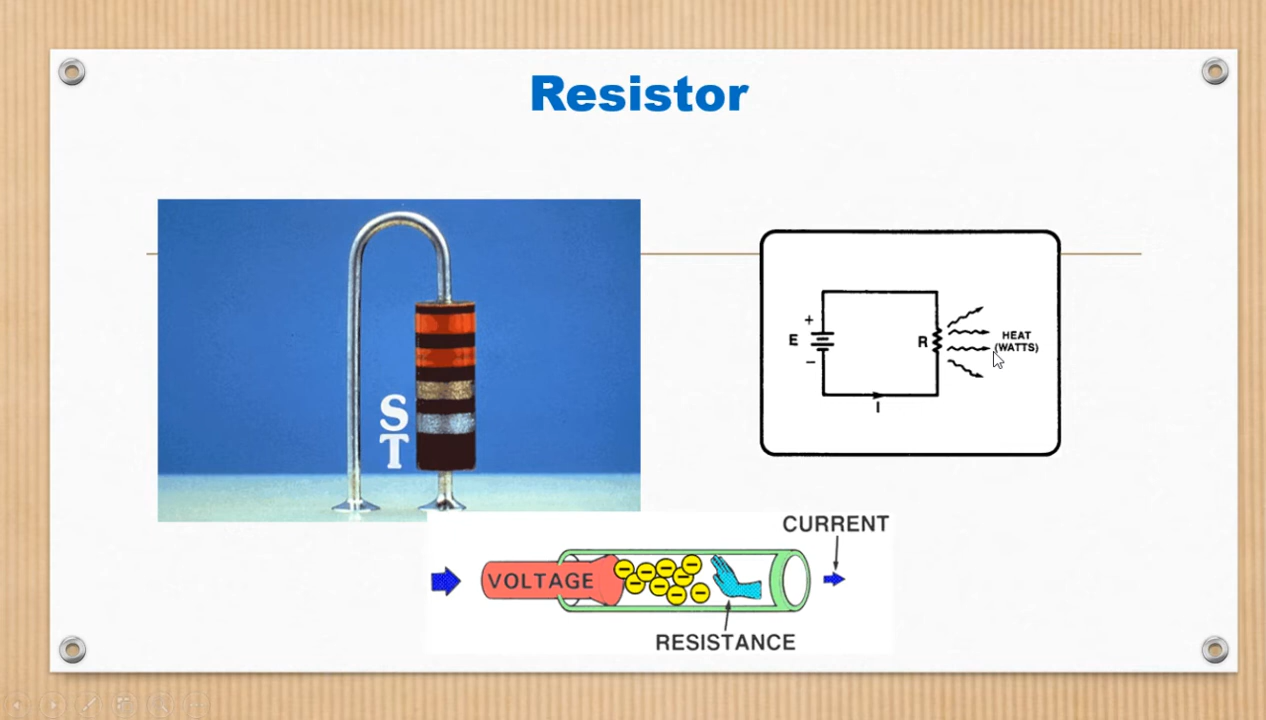 Resistor
S
T
+
E
R
HEAT
(WATTS)
−
I
CURRENT
VOLTAGE
− − − − − − − − −
RESISTANCE